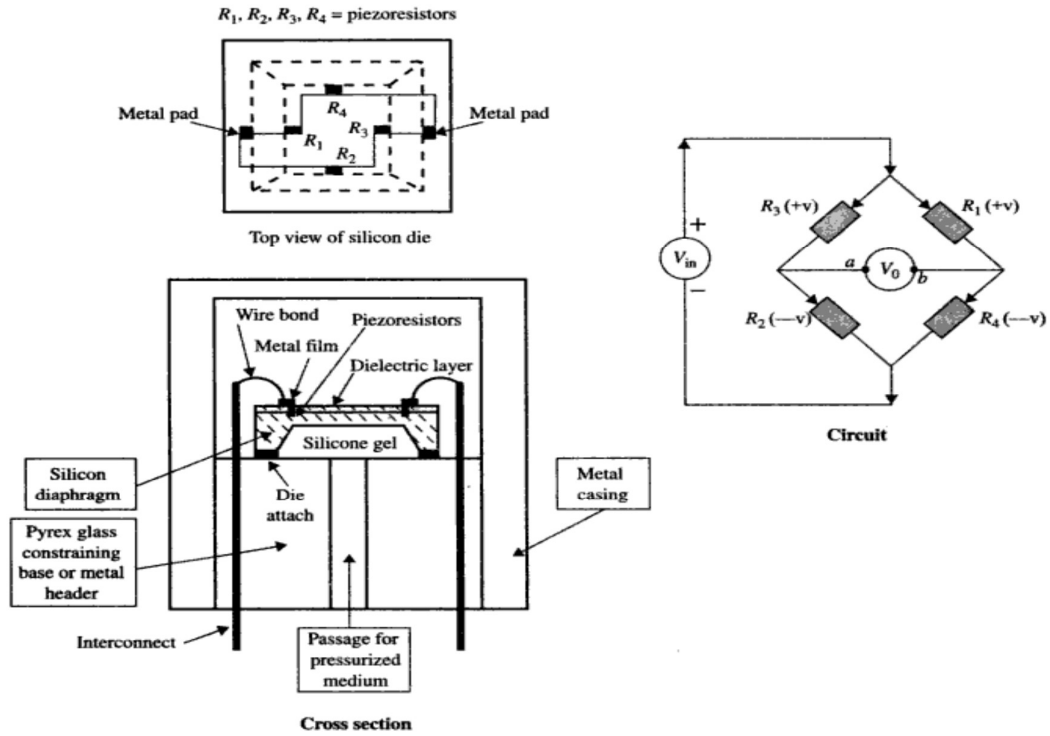 R₁, R₂, R₃, R₄ = piezoresistors
Metal pad
R₄
R₃
Metal pad
R₁
R₂
Top view of silicon die
Wire bond
Piezoresistors
Metal film
Dielectric layer
Silicone gel
Silicon
diaphragm
Die
attach
Metal
casing
Pyrex glass
constraining
base or metal
header
Interconnect
Passage for
pressurized
medium
Cross section
R₃ (+v)
R₁ (+v)
+
Vin
−
a
V₀
b
R₂ (—v)
R₄ (—v)
Circuit